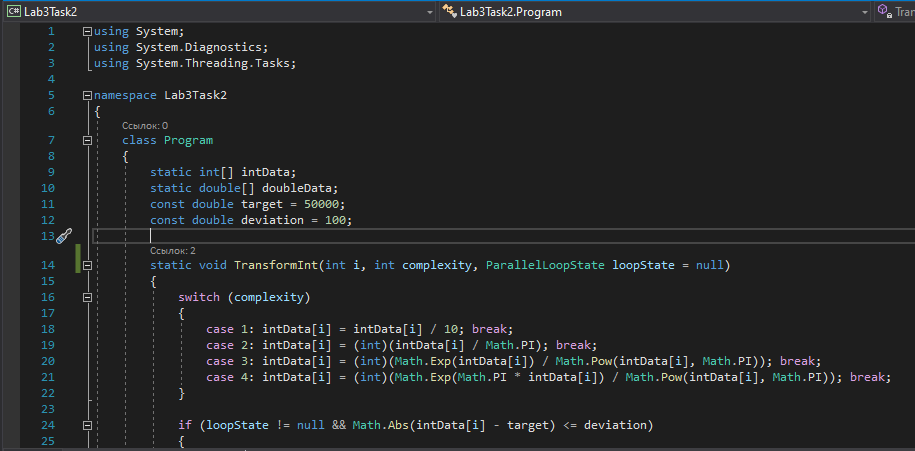 C# Lab3Task2 Lab3Task2.Program Tran
1 using System;
2 using System.Diagnostics;
3 using System.Threading.Tasks;
4
5 namespace Lab3Task2
6 {
Ссылок: 0
7 class Program
8 {
9 static int[] intData;
10 static double[] doubleData;
11 const double target = 50000;
12 const double deviation = 100;
13
Ссылок: 2
14 static void TransformInt(int i, int complexity, ParallelLoopState loopState = null)
15 {
16 switch (complexity)
17 {
18 case 1: intData[i] = intData[i] / 10; break;
19 case 2: intData[i] = (int)(intData[i] / Math.PI); break;
20 case 3: intData[i] = (int)(Math.Exp(intData[i]) / Math.Pow(intData[i], Math.PI)); break;
21 case 4: intData[i] = (int)(Math.Exp(Math.PI * intData[i]) / Math.Pow(intData[i], Math.PI)); break;
22 }
23
24 if (loopState != null && Math.Abs(intData[i] - target) <= deviation)
25 {